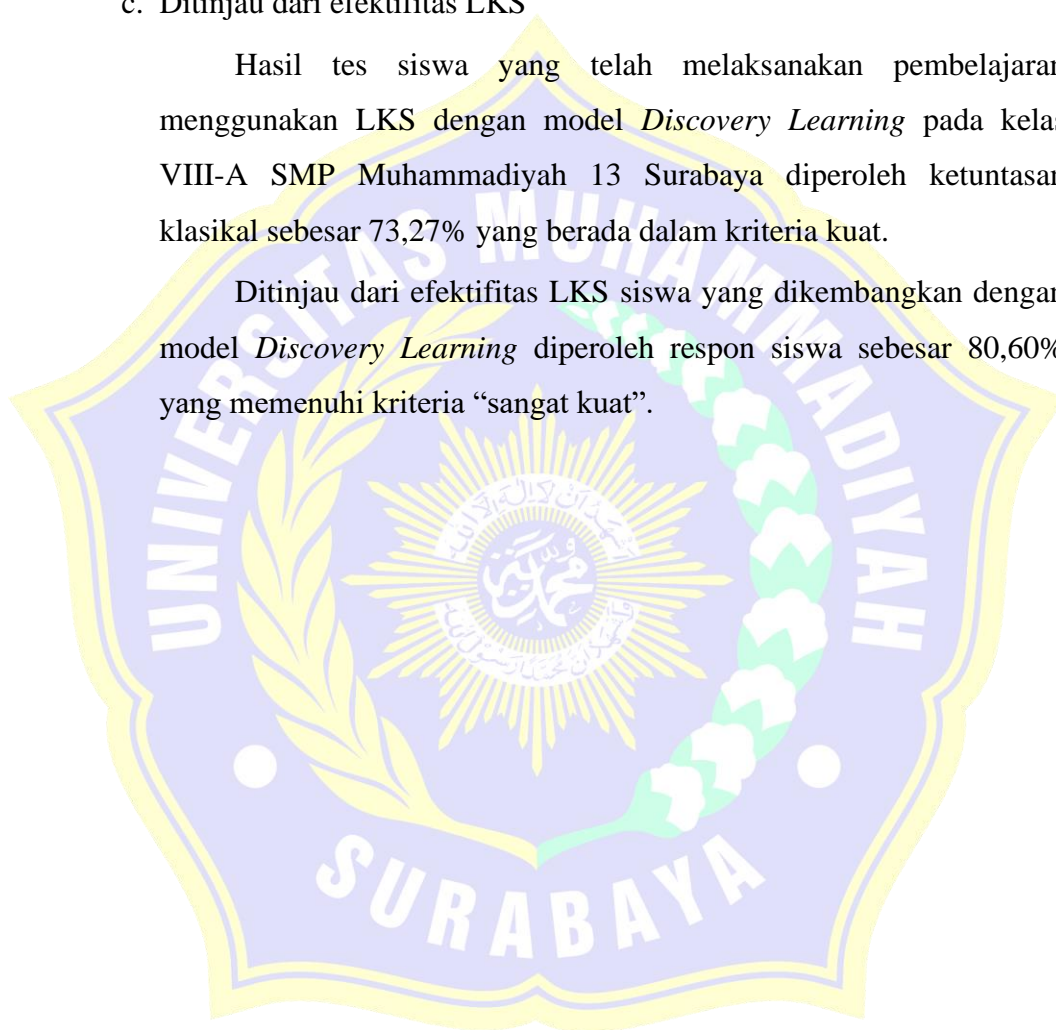 c. Ditinjau dari efektifitas LKS
Hasil tes siswa yang telah melaksanakan pembelajaran
menggunakan LKS dengan model Discovery Learning pada kelas
VIII-A SMP Muhammadiyah 13 Surabaya diperoleh ketuntasan
klasikal sebesar 73,27% yang berada dalam kriteria kuat.
Ditinjau dari efektifitas LKS siswa yang dikembangkan dengan
model Discovery Learning diperoleh respon siswa sebesar 80,60%
yang memenuhi kriteria “sangat kuat”.
UNIVERSITAS MUHAMMADIYAH
SURABAYA